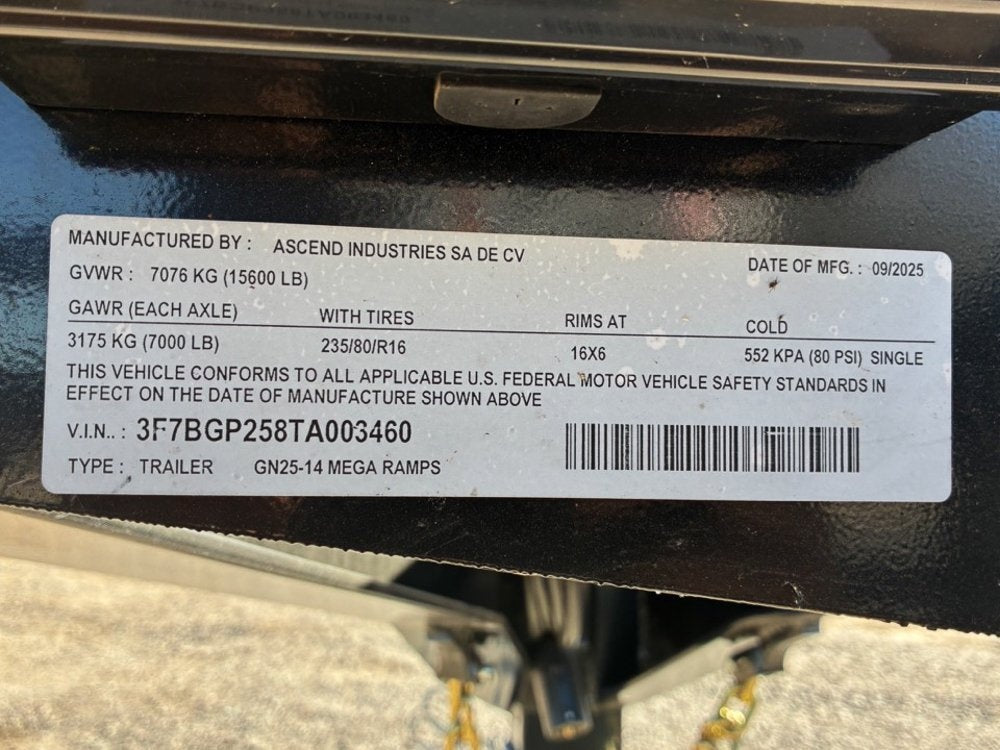 MANUFACTURED BY : ASCEND INDUSTRIES SA DE CV DATE OF MFG. : 09/2025
GVWR : 7076 KG (15600 LB)
GAWR (EACH AXLE) WITH TIRES RIMS AT COLD
3175 KG (7000 LB) 235/80/R16 16X6 552 KPA (80 PSI) SINGLE
THIS VEHICLE CONFORMS TO ALL APPLICABLE U.S. FEDERAL MOTOR VEHICLE SAFETY STANDARDS IN
EFFECT ON THE DATE OF MANUFACTURE SHOWN ABOVE
V.I.N.. : 3F7BGP258TA003460
TYPE : TRAILER GN25-14 MEGA RAMPS